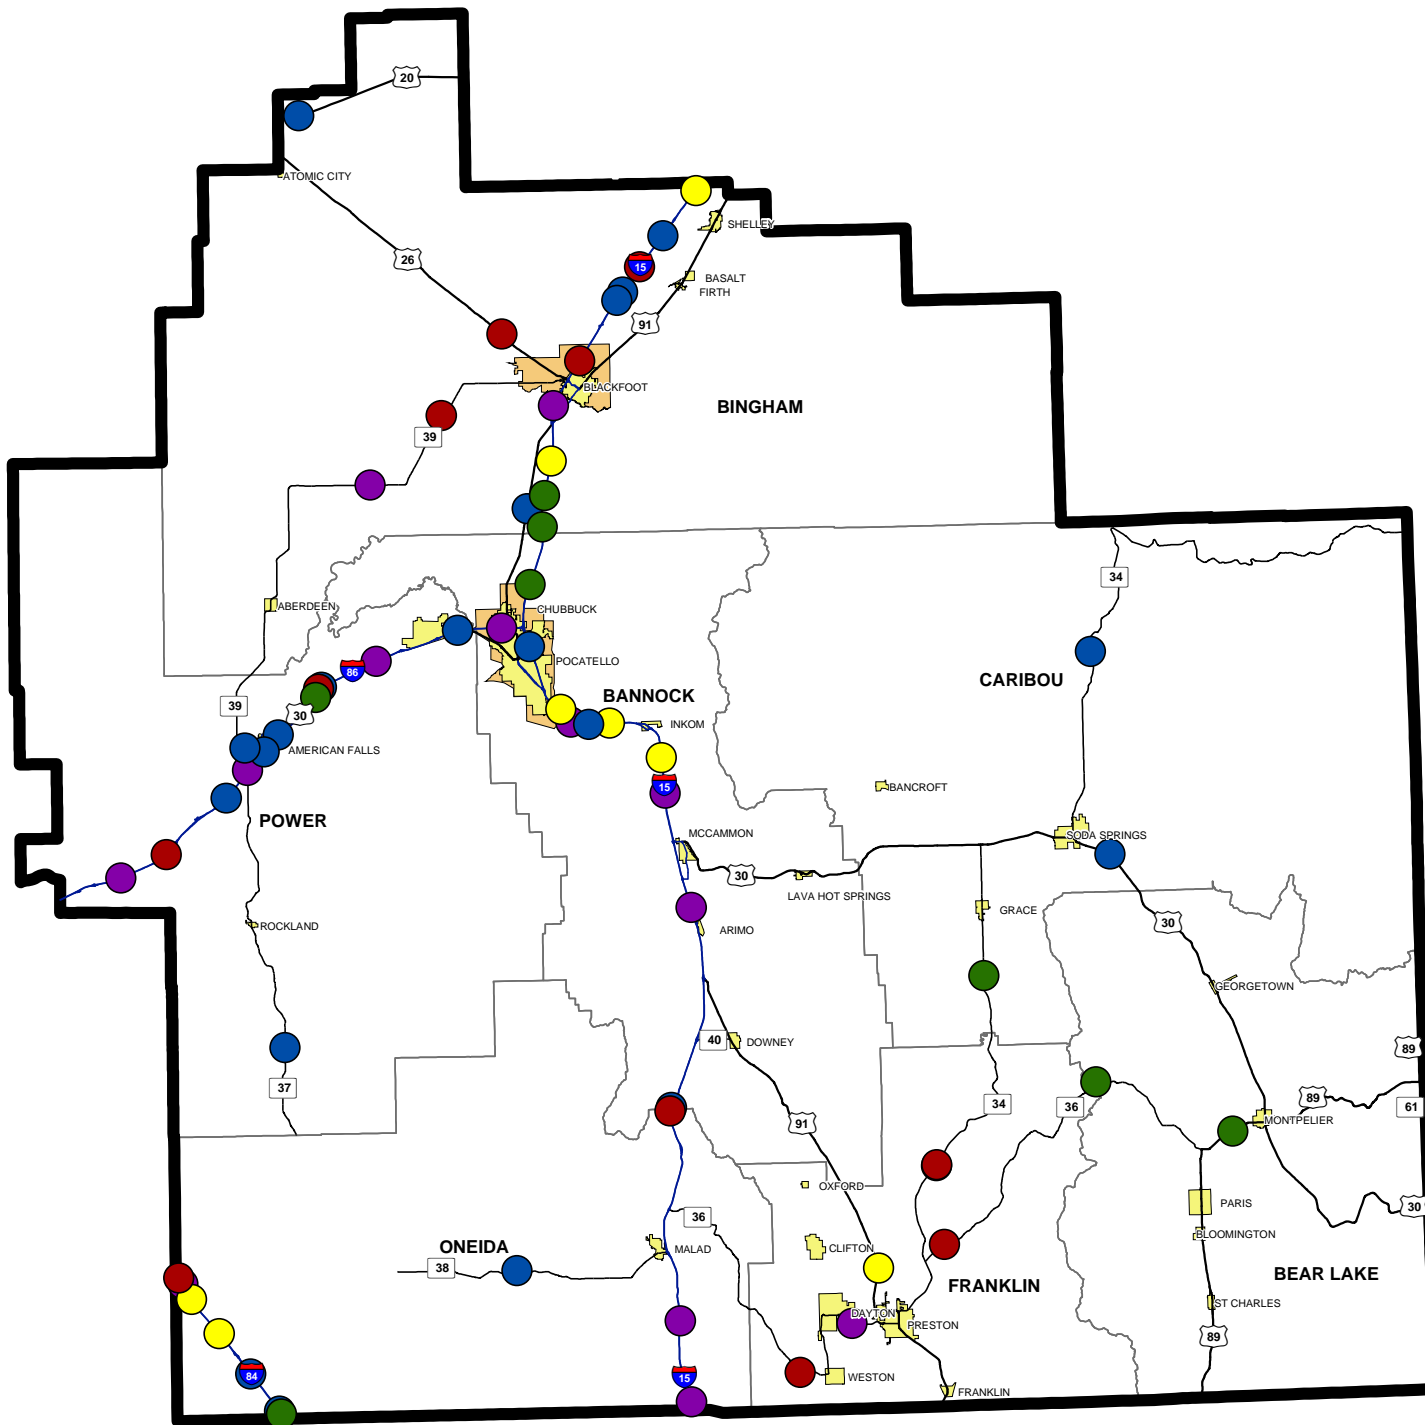 20
ATOMIC CITY
SHELLEY
26
15
BASALT
FIRTH
91
BLACKFOOT
BINGHAM
39
34
ABERDEEN
CHUBBUCK
POCATELLO
86
CARIBOU
BANNOCK
39
30
INKOM
AMERICAN FALLS
15
BANCROFT
POWER
MCCAMMON
SODA SPRINGS
30
LAVA HOT SPRINGS
GRACE
30
ROCKLAND
ARIMO
GEORGETOWN
40
DOWNEY
89
37
89
34
36
61
91
MONTPELIER
OXFORD
PARIS
30
36
BLOOMINGTON
ONEIDA
MALAD
CLIFTON
38
FRANKLIN
BEAR LAKE
ST CHARLES
DAYTON
PRESTON
89
84
15
WESTON
FRANKLIN